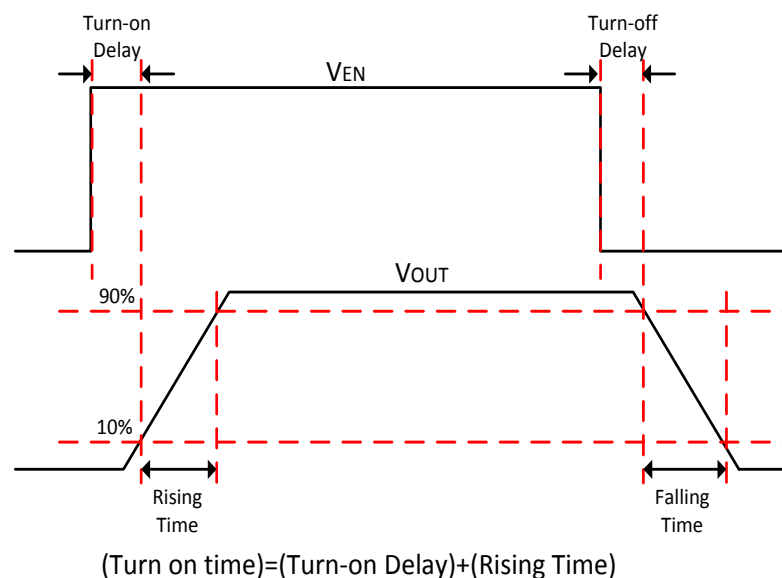 Turn-on
Delay
Turn-off
Delay
VEN
VOUT
90%
10%
Rising
Time
Falling
Time
(Turn on time)=(Turn-on Delay)+(Rising Time)